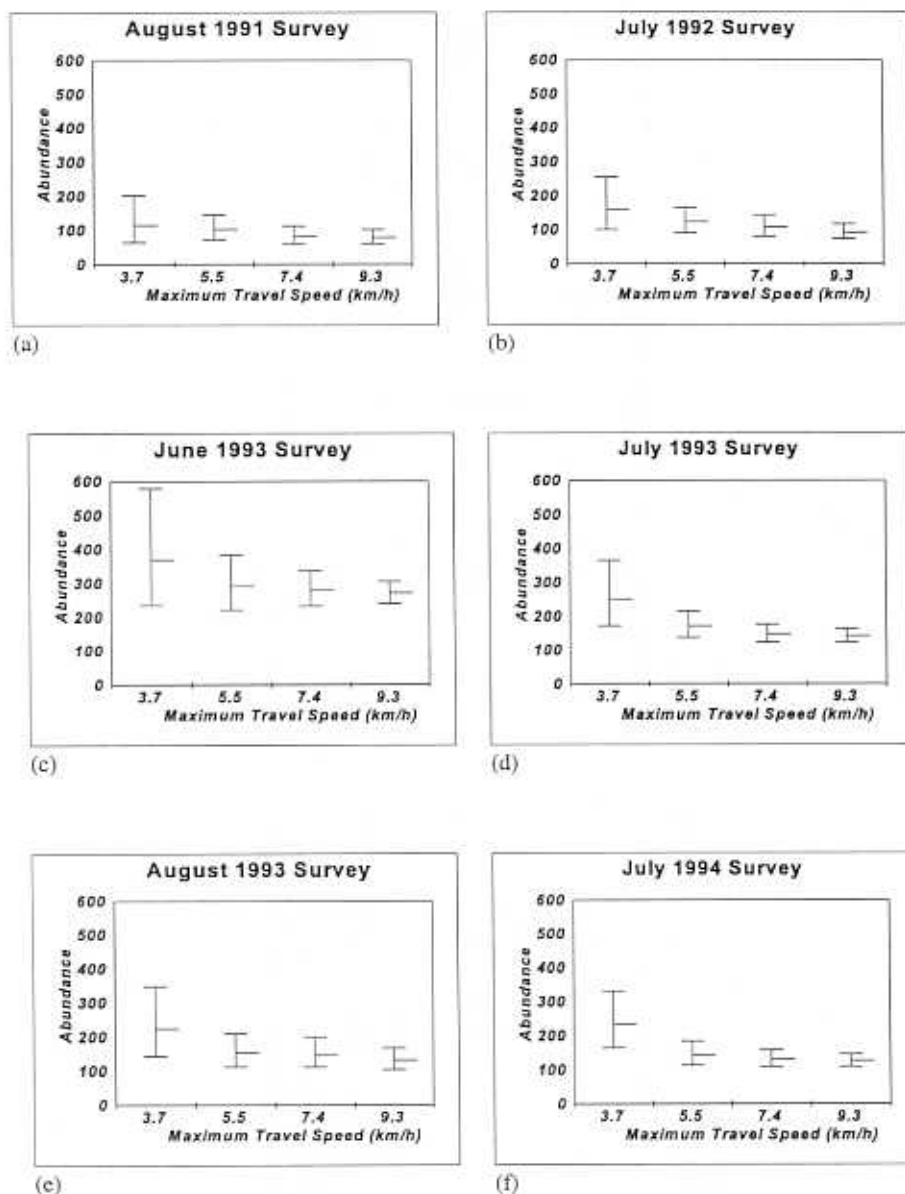 August 1991 Survey
600
500
400
300
200
100
0
Abundance
3.7 5.5 7.4 9.3
Maximum Travel Speed (km/h)
(a)
July 1992 Survey
600
500
400
300
200
100
0
Abundance
3.7 5.5 7.4 9.3
Maximum Travel Speed (km/h)
(b)
June 1993 Survey
600
500
400
300
200
100
0
Abundance
3.7 5.5 7.4 9.3
Maximum Travel Speed (km/h)
(c)
July 1993 Survey
600
500
400
300
200
100
0
Abundance
3.7 5.5 7.4 9.3
Maximum Travel Speed (km/h)
(d)
August 1993 Survey
600
500
400
300
200
100
0
Abundance
3.7 5.5 7.4 9.3
Maximum Travel Speed (km/h)
(e)
July 1994 Survey
600
500
400
300
200
100
0
Abundance
3.7 5.5 7.4 9.3
Maximum Travel Speed (km/h)
(f)